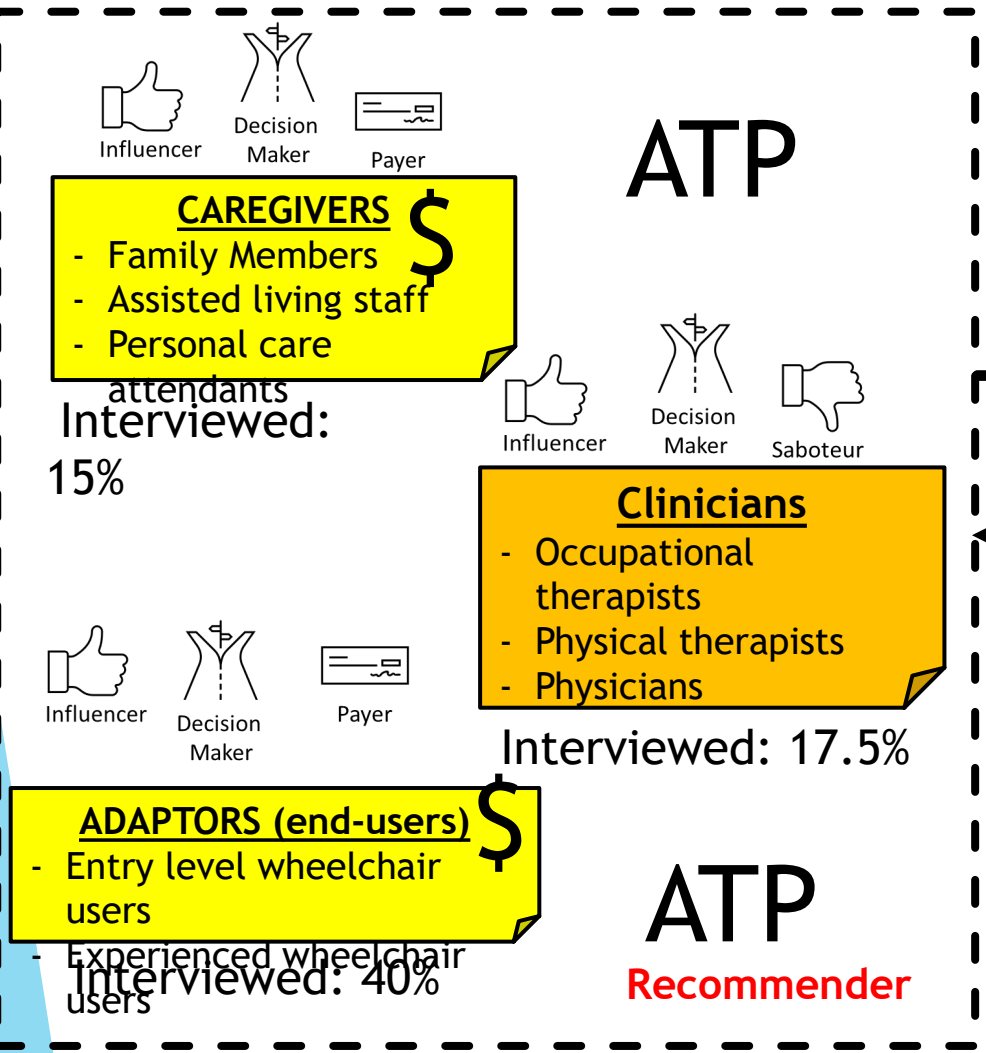 Influencer
Decision
Maker
Payer
ATP
CAREGIVERS
$
- Family Members
- Assisted living staff
- Personal care
attendants
Interviewed:
15%
Influencer
Decision
Maker
Saboteur
Clinicians
- Occupational
therapists
- Physical therapists
- Physicians
Interviewed: 17.5%
Influencer
Decision
Maker
Payer
ADAPTORS (end-users)
$
- Entry level wheelchair
users
- Experienced wheelchair
users
Interviewed: 40%
ATP
Recommender